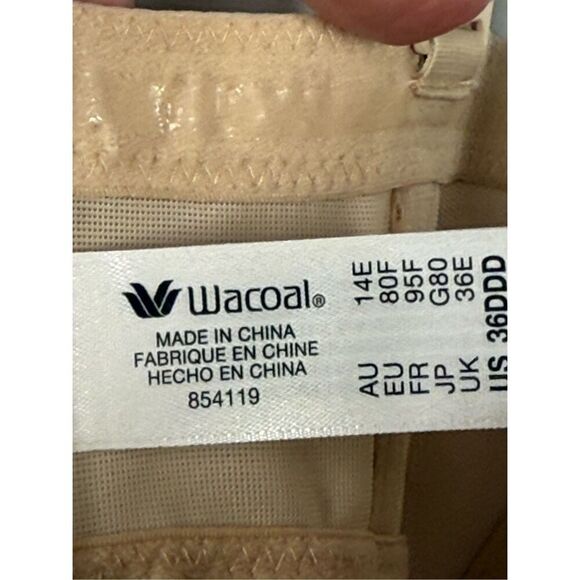 Wacoal®
MADE IN CHINA
FABRIQUE EN CHINE
HECHO EN CHINA
854119
AU 14E
EU 80F
FR 95F
JP G80
UK 36E
US 36DDD